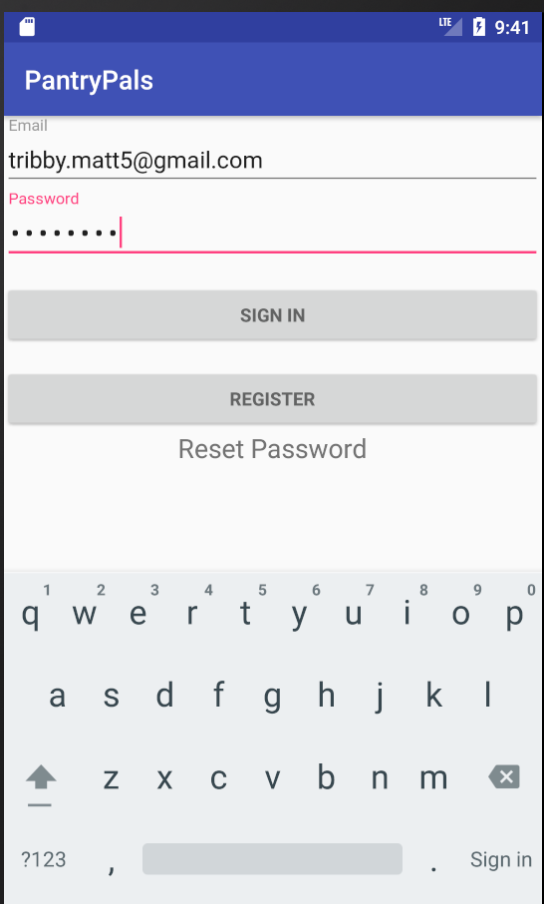 LTE 9:41
PantryPals
Email
tribby.matt5@gmail.com
Password
••••••••
SIGN IN
REGISTER
Reset Password
1 2 3 4 5 6 7 8 9 0
q w e r t y u i o p
a s d f g h j k l
z x c v b n m
?123 , . Sign in